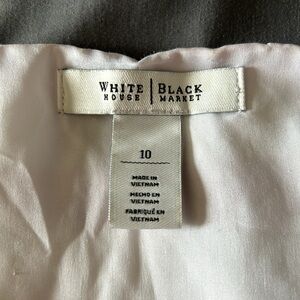 WHITE | BLACK
HOUSE | MARKET
10
MADE IN
VIETNAM
HECHO EN
VIETNAM
FABRIQUÉ EN
VIETNAM